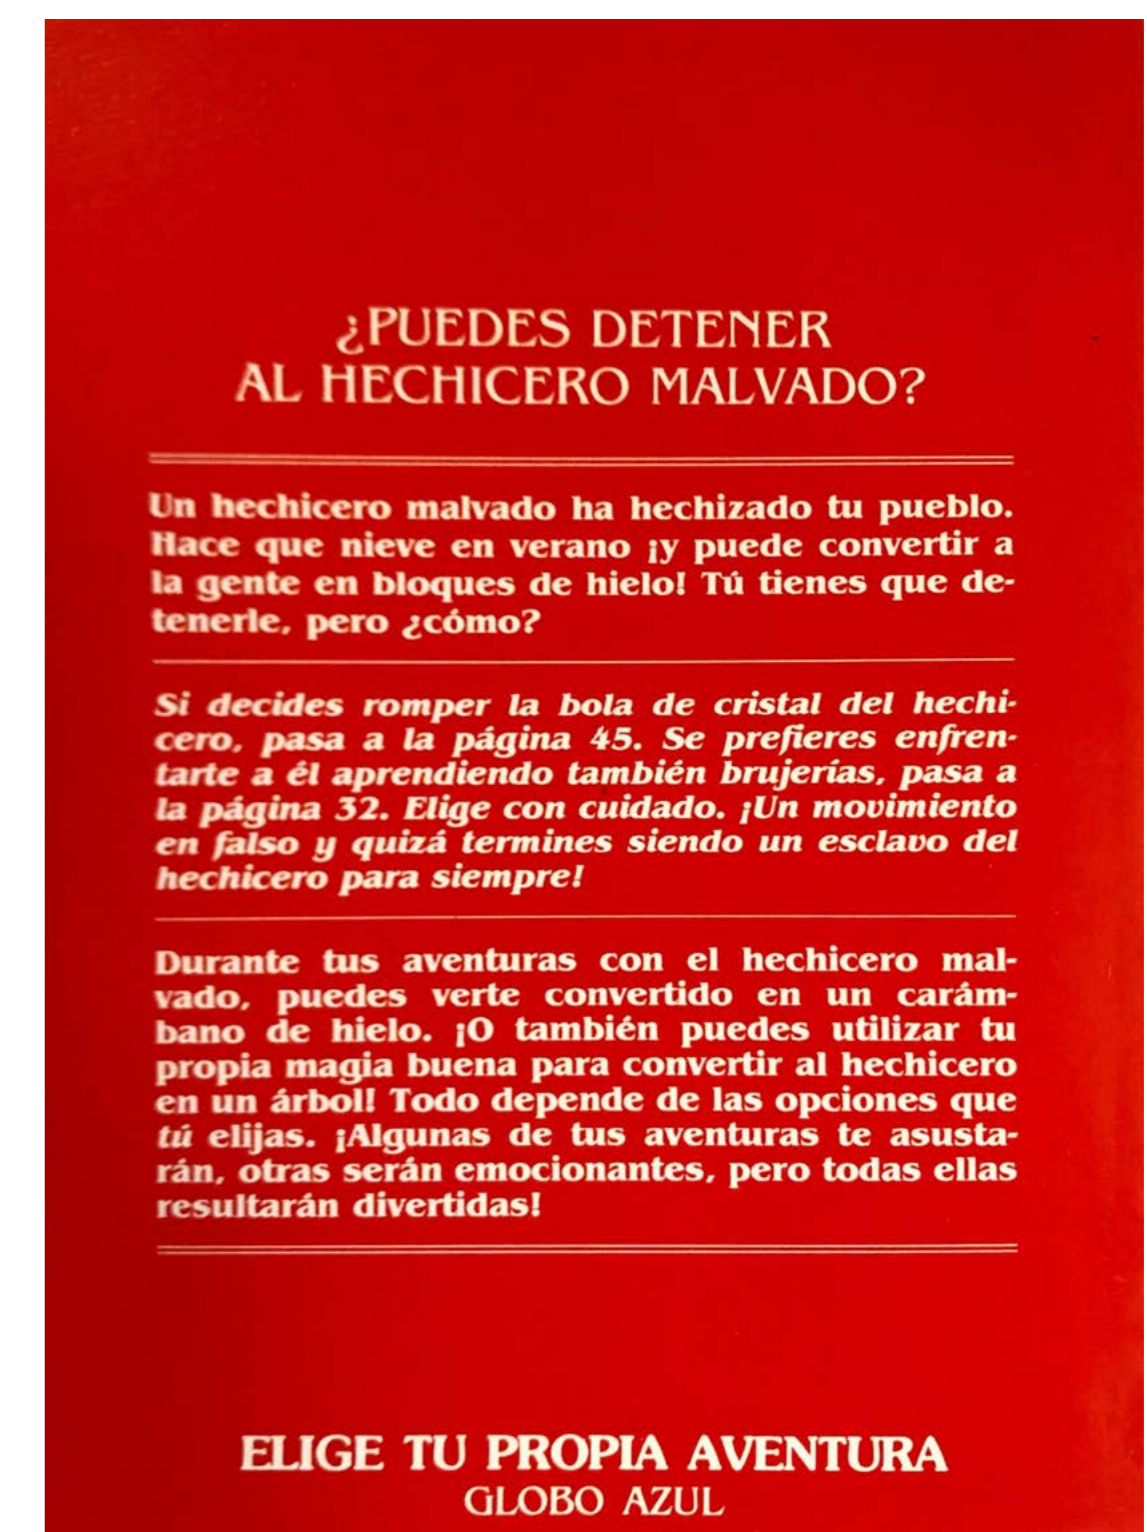 ¿PUEDES DETENER
AL HECHICERO MALVADO?
Un hechicero malvado ha hechizado tu pueblo.
Hace que nieve en verano ¡y puede convertir a
la gente en bloques de hielo! Tú tienes que de-
tenerle, pero ¿cómo?
Si decides romper la bola de cristal del hechi-
cero, pasa a la página 45. Se prefieres enfren-
tarte a él aprendiendo también brujerías, pasa a
la página 32. Elige con cuidado. ¡Un movimiento
en falso y quizá termines siendo un esclavo del
hechicero para siempre!
Durante tus aventuras con el hechicero mal-
vado, puedes verte convertido en un carám-
bano de hielo. ¡O también puedes utilizar tu
propia magia buena para convertir al hechicero
en un árbol! Todo depende de las opciones que
tú elijas. ¡Algunas de tus aventuras te asusta-
rán, otras serán emocionantes, pero todas ellas
resultarán divertidas!
ELIGE TU PROPIA AVENTURA
GLOBO AZUL